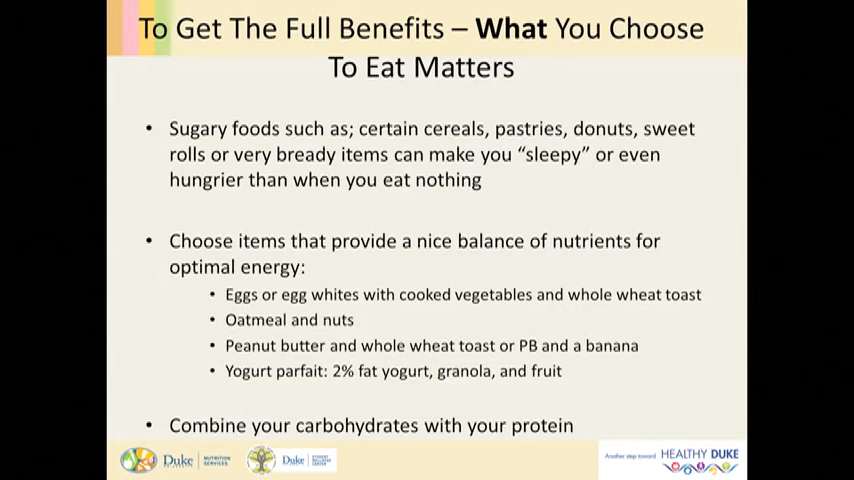 To Get The Full Benefits – What You Choose
To Eat Matters
• Sugary foods such as; certain cereals, pastries, donuts, sweet
rolls or very bready items can make you “sleepy” or even
hungrier than when you eat nothing
• Choose items that provide a nice balance of nutrients for
optimal energy:
• Eggs or egg whites with cooked vegetables and whole wheat toast
• Oatmeal and nuts
• Peanut butter and whole wheat toast or PB and a banana
• Yogurt parfait: 2% fat yogurt, granola, and fruit
• Combine your carbohydrates with your protein
Duke NUTRITION SERVICES
Duke STUDENT WELLNESS CENTER
Another step toward HEALTHY DUKE